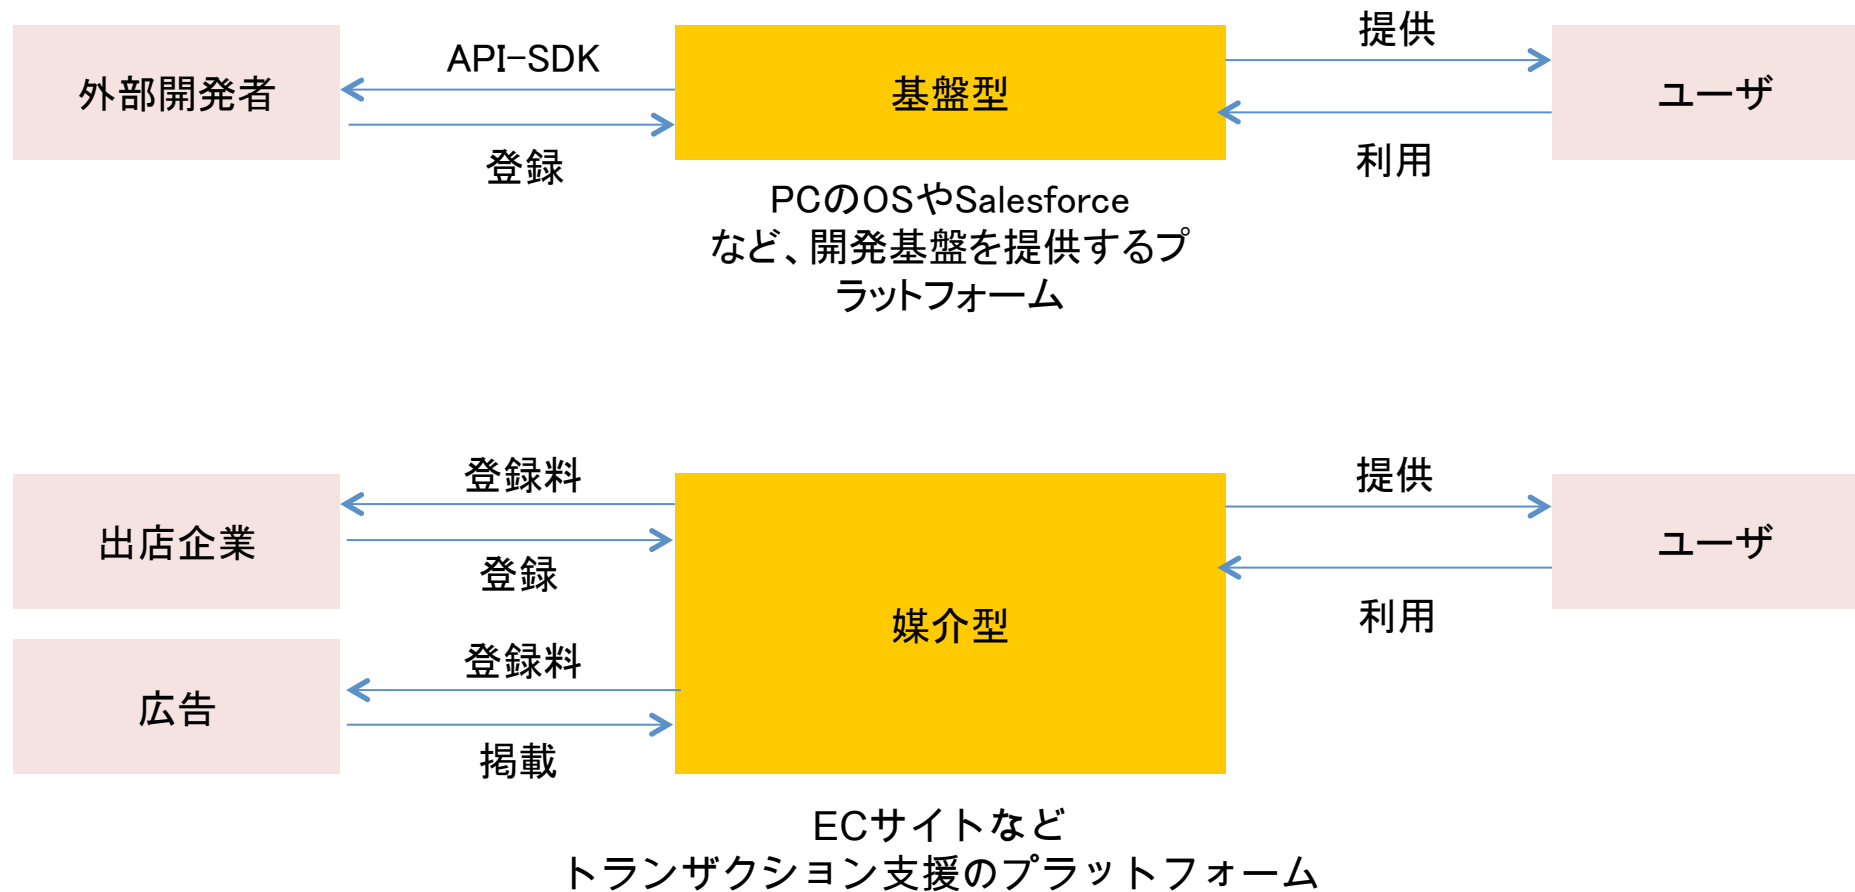 提供
API-SDK
外部開発者
基盤型
ユーザ
登録
利用
PCのOSやSalesforce
など、開発基盤を提供するプ
ラットフォーム
登録料
提供
出店企業
ユーザ
登録
利用
媒介型
登録料
広告
掲載
ECサイトなど
トランザクション支援のプラットフォーム